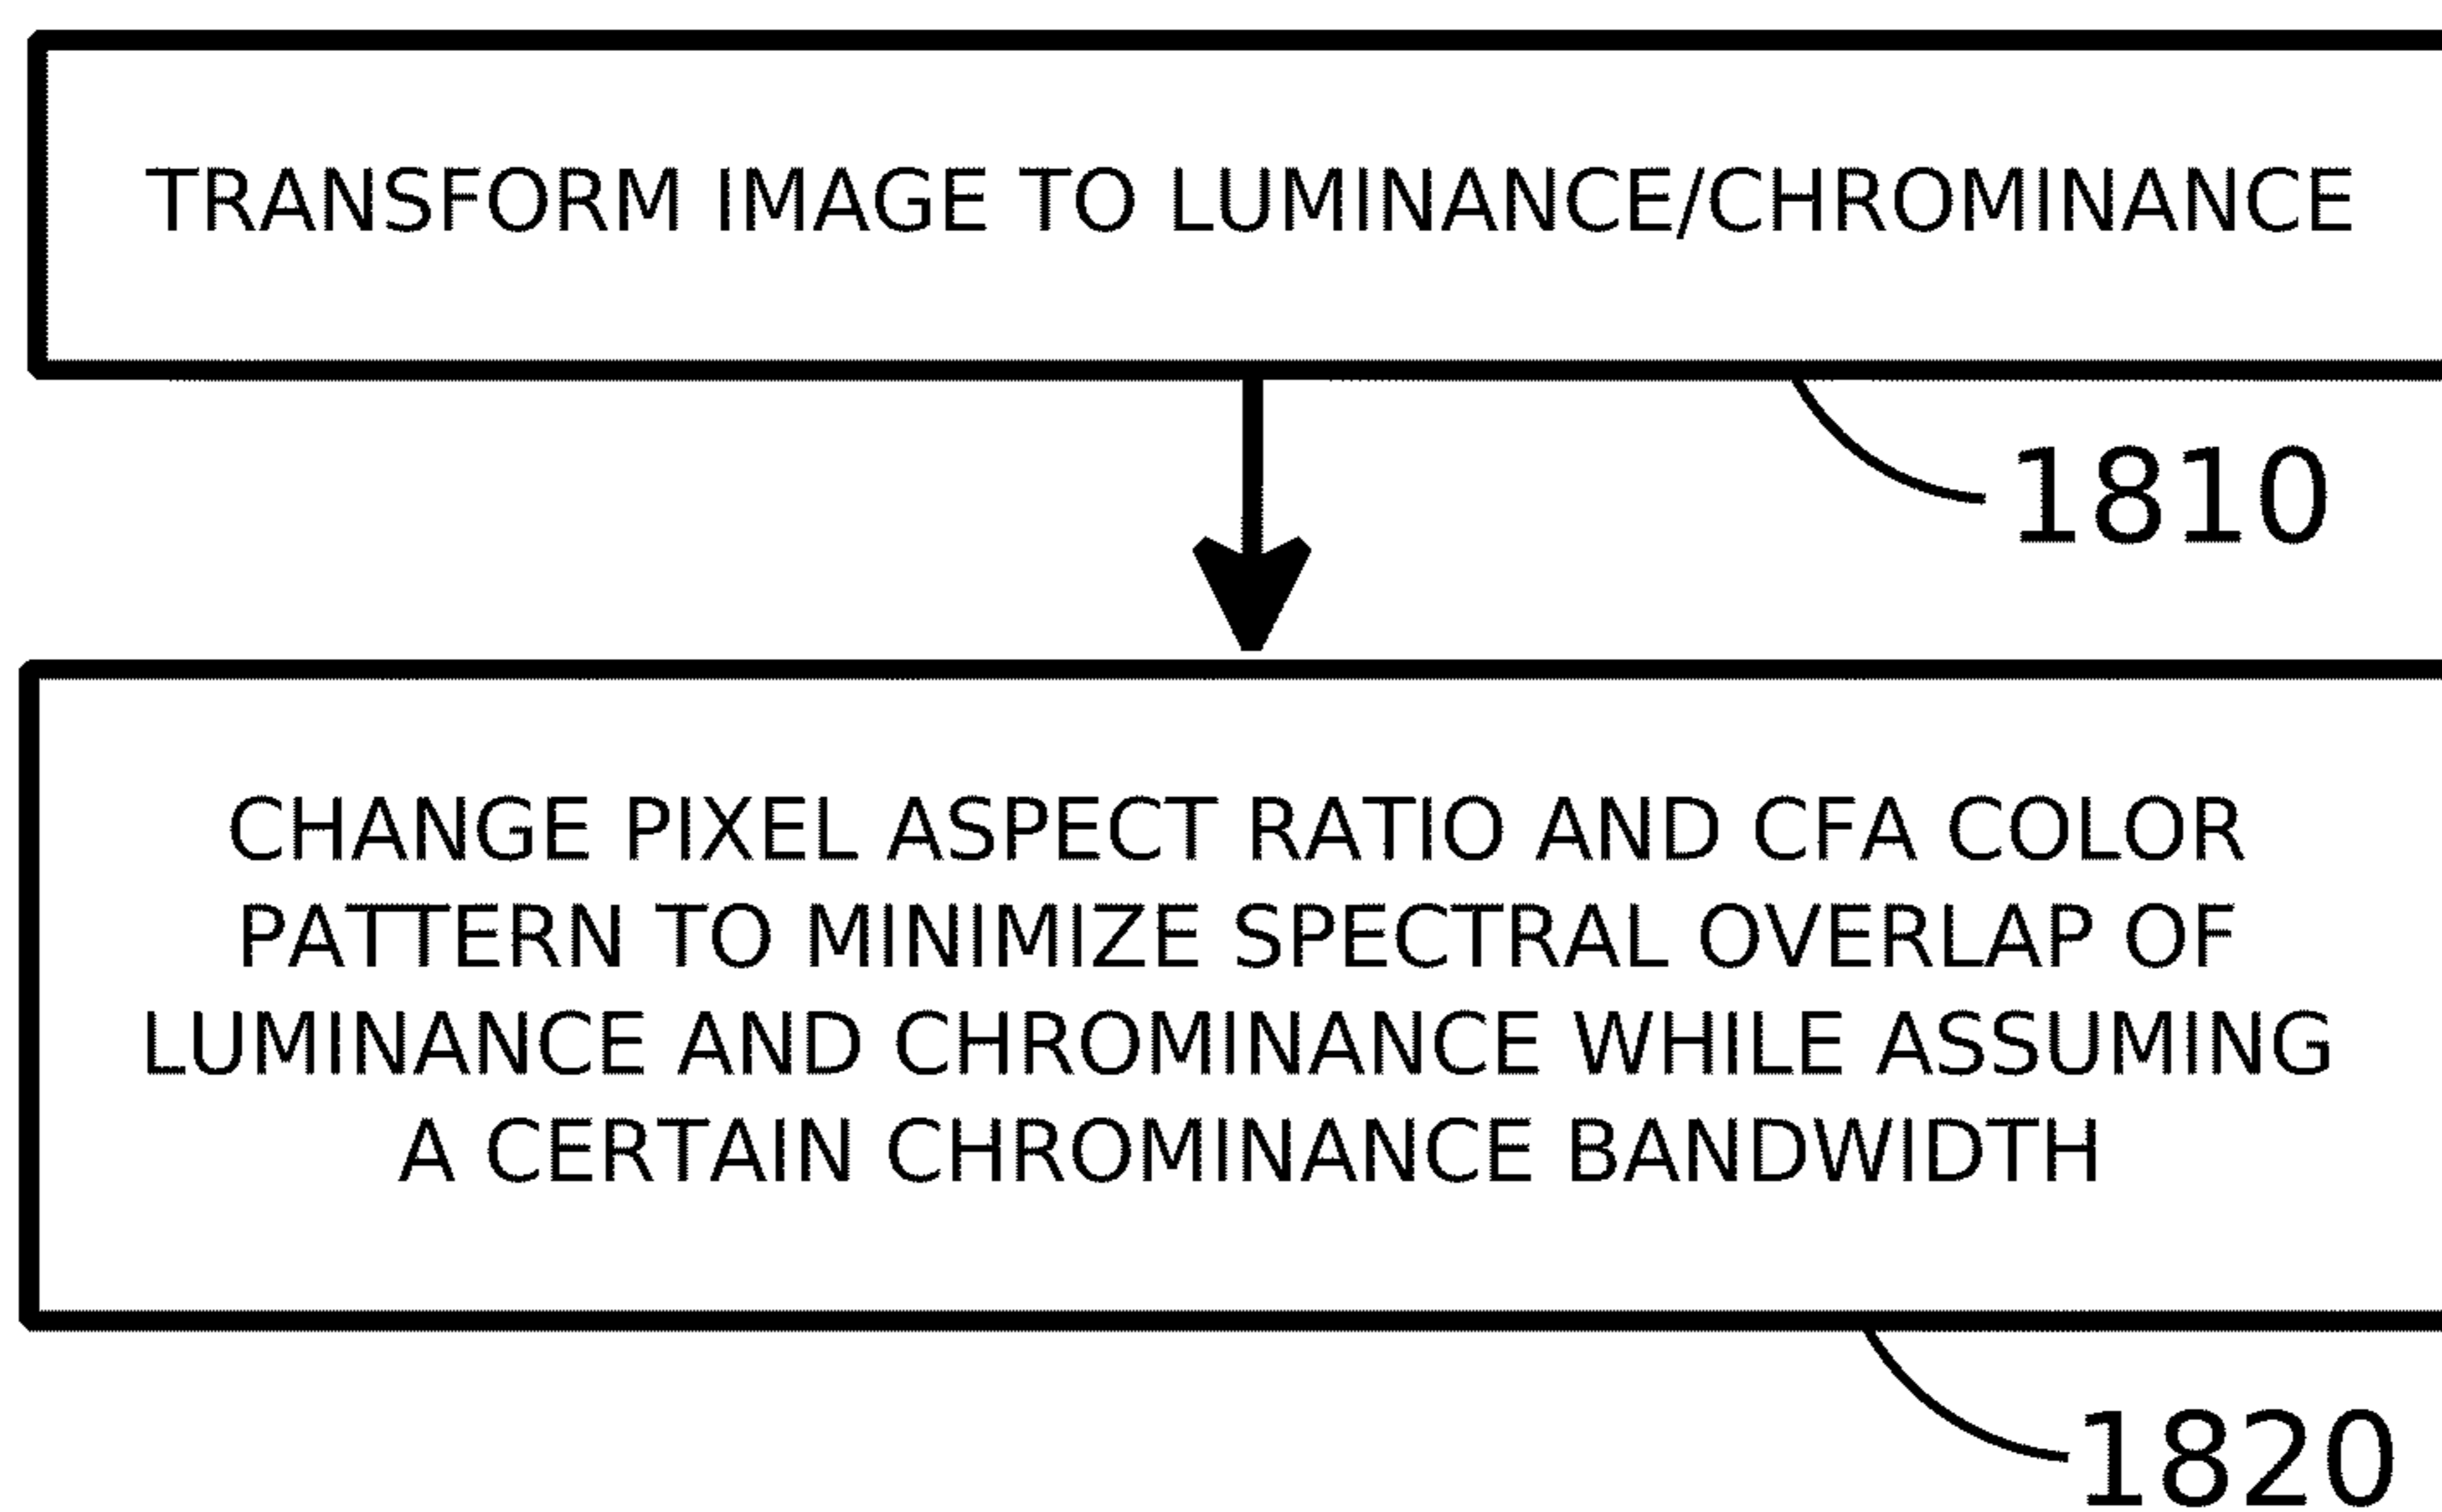 TRANSFORM IMAGE TO LUMINANCE/CHROMINANCE
1810
CHANGE PIXEL ASPECT RATIO AND CFA COLOR
PATTERN TO MINIMIZE SPECTRAL OVERLAP OF
LUMINANCE AND CHROMINANCE WHILE ASSUMING
A CERTAIN CHROMINANCE BANDWIDTH
1820